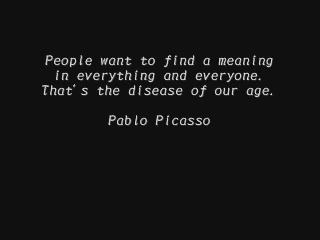 People want to find a meaning
in everything and everyone.
That's the disease of our age.
Pablo Picasso